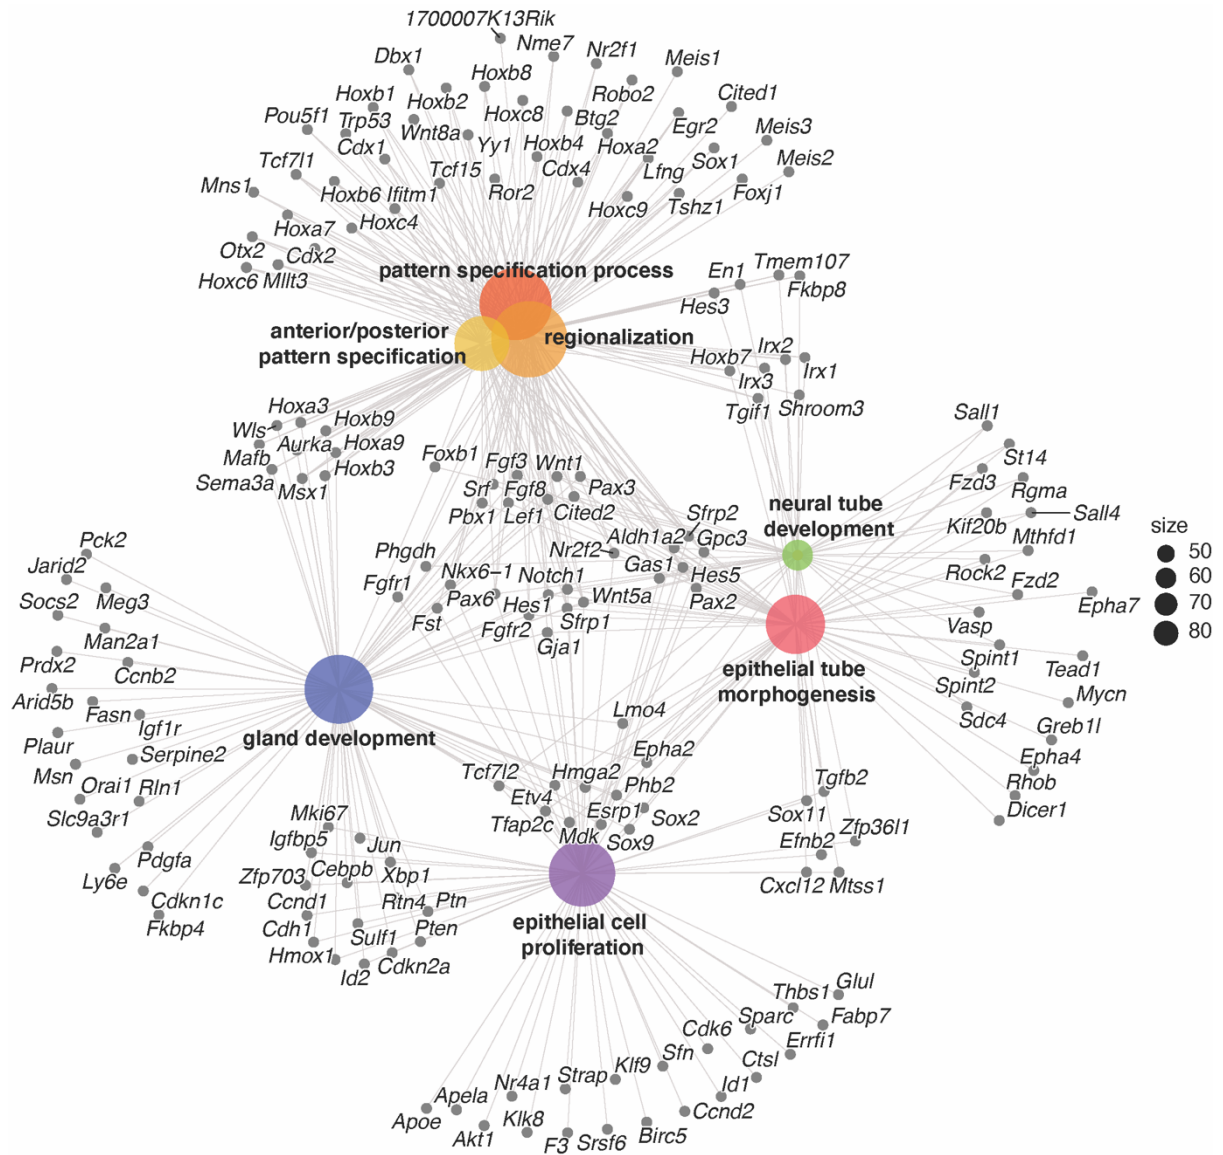 1700007K13Rik
Nme7
Nr2f1
Dbx1
Meis1
Hoxb8
Robo2
Hoxb1
Hoxb2
Cited1
Pou5f1
Trp53
Hoxc8
Btg2
Egr2
Meis3
Wnt8a
Yy1
Hoxb4
Hoxa2
Cdx1
Tcf7l1
Tcf15
Cdx4
Lfng
Sox1
Meis2
Mns1
Hoxb6
Ifitm1
Ror2
Hoxc9
Tshz1
Foxj1
Hoxa7
Hoxc4
Otx2
Cdx2
Hoxc6
Mllt3
pattern specification process
En1
Tmem107
Fkbp8
Hes3
anterior/posterior
pattern specification
regionalization
Hoxb7
Irx2
Irx3
Irx1
Tgif1
Shroom3
Hoxa3
Wls
Hoxb9
Aurka
Hoxa9
Mafb
Hoxb3
Sema3a
Msx1
Foxb1
Fgf3
Wnt1
Srf
Fgf8
Pax3
Pbx1
Lef1
Cited2
Sall1
St14
Fzd3
Rgma
neural tube
development
Kif20b
Sall4
Mthfd1
size
50
60
70
80
Sfrp2
Aldh1a2
Gpc3
Nr2f2
Gas1
Hes5
Pax2
Rock2
Fzd2
Epha7
Phgdh
Nkx6-1
Notch1
Fgfr1
Pax6
Hes1
Wnt5a
Fst
Fgfr2
Sfrp1
Gja1
Pck2
Jarid2
Socs2
Meg3
Man2a1
Prdx2
Ccnb2
Arid5b
Fasn
Igf1r
Plaur
Serpine2
Msn
Orai1
Rln1
Slc9a3r1
Pdgfa
Ly6e
Cdkn1c
Fkbp4
gland development
epithelial tube
morphogenesis
Vasp
Spint1
Tead1
Spint2
Mycn
Sdc4
Greb1l
Epha4
Rhob
Dicer1
Lmo4
Epha2
Tcf7l2
Hmga2
Phb2
Etv4
Esrp1
Sox2
Tfap2c
Mdk
Sox9
Tgfb2
Sox11
Zfp36l1
Efnb2
Cxcl12
Mtss1
Mki67
Igfbp5
Jun
Zfp703
Cebpb
Xbp1
Ccnd1
Rtn4
Ptn
Cdh1
Sulf1
Pten
Hmox1
Id2
Cdkn2a
epithelial cell
proliferation
Glul
Thbs1
Sparc
Fabp7
Cdk6
Errfi1
Sfn
Ctsl
Klf9
Id1
Strap
Nr4a1
Ccnd2
Apela
Apoe
Klk8
Akt1
F3
Srsf6
Birc5